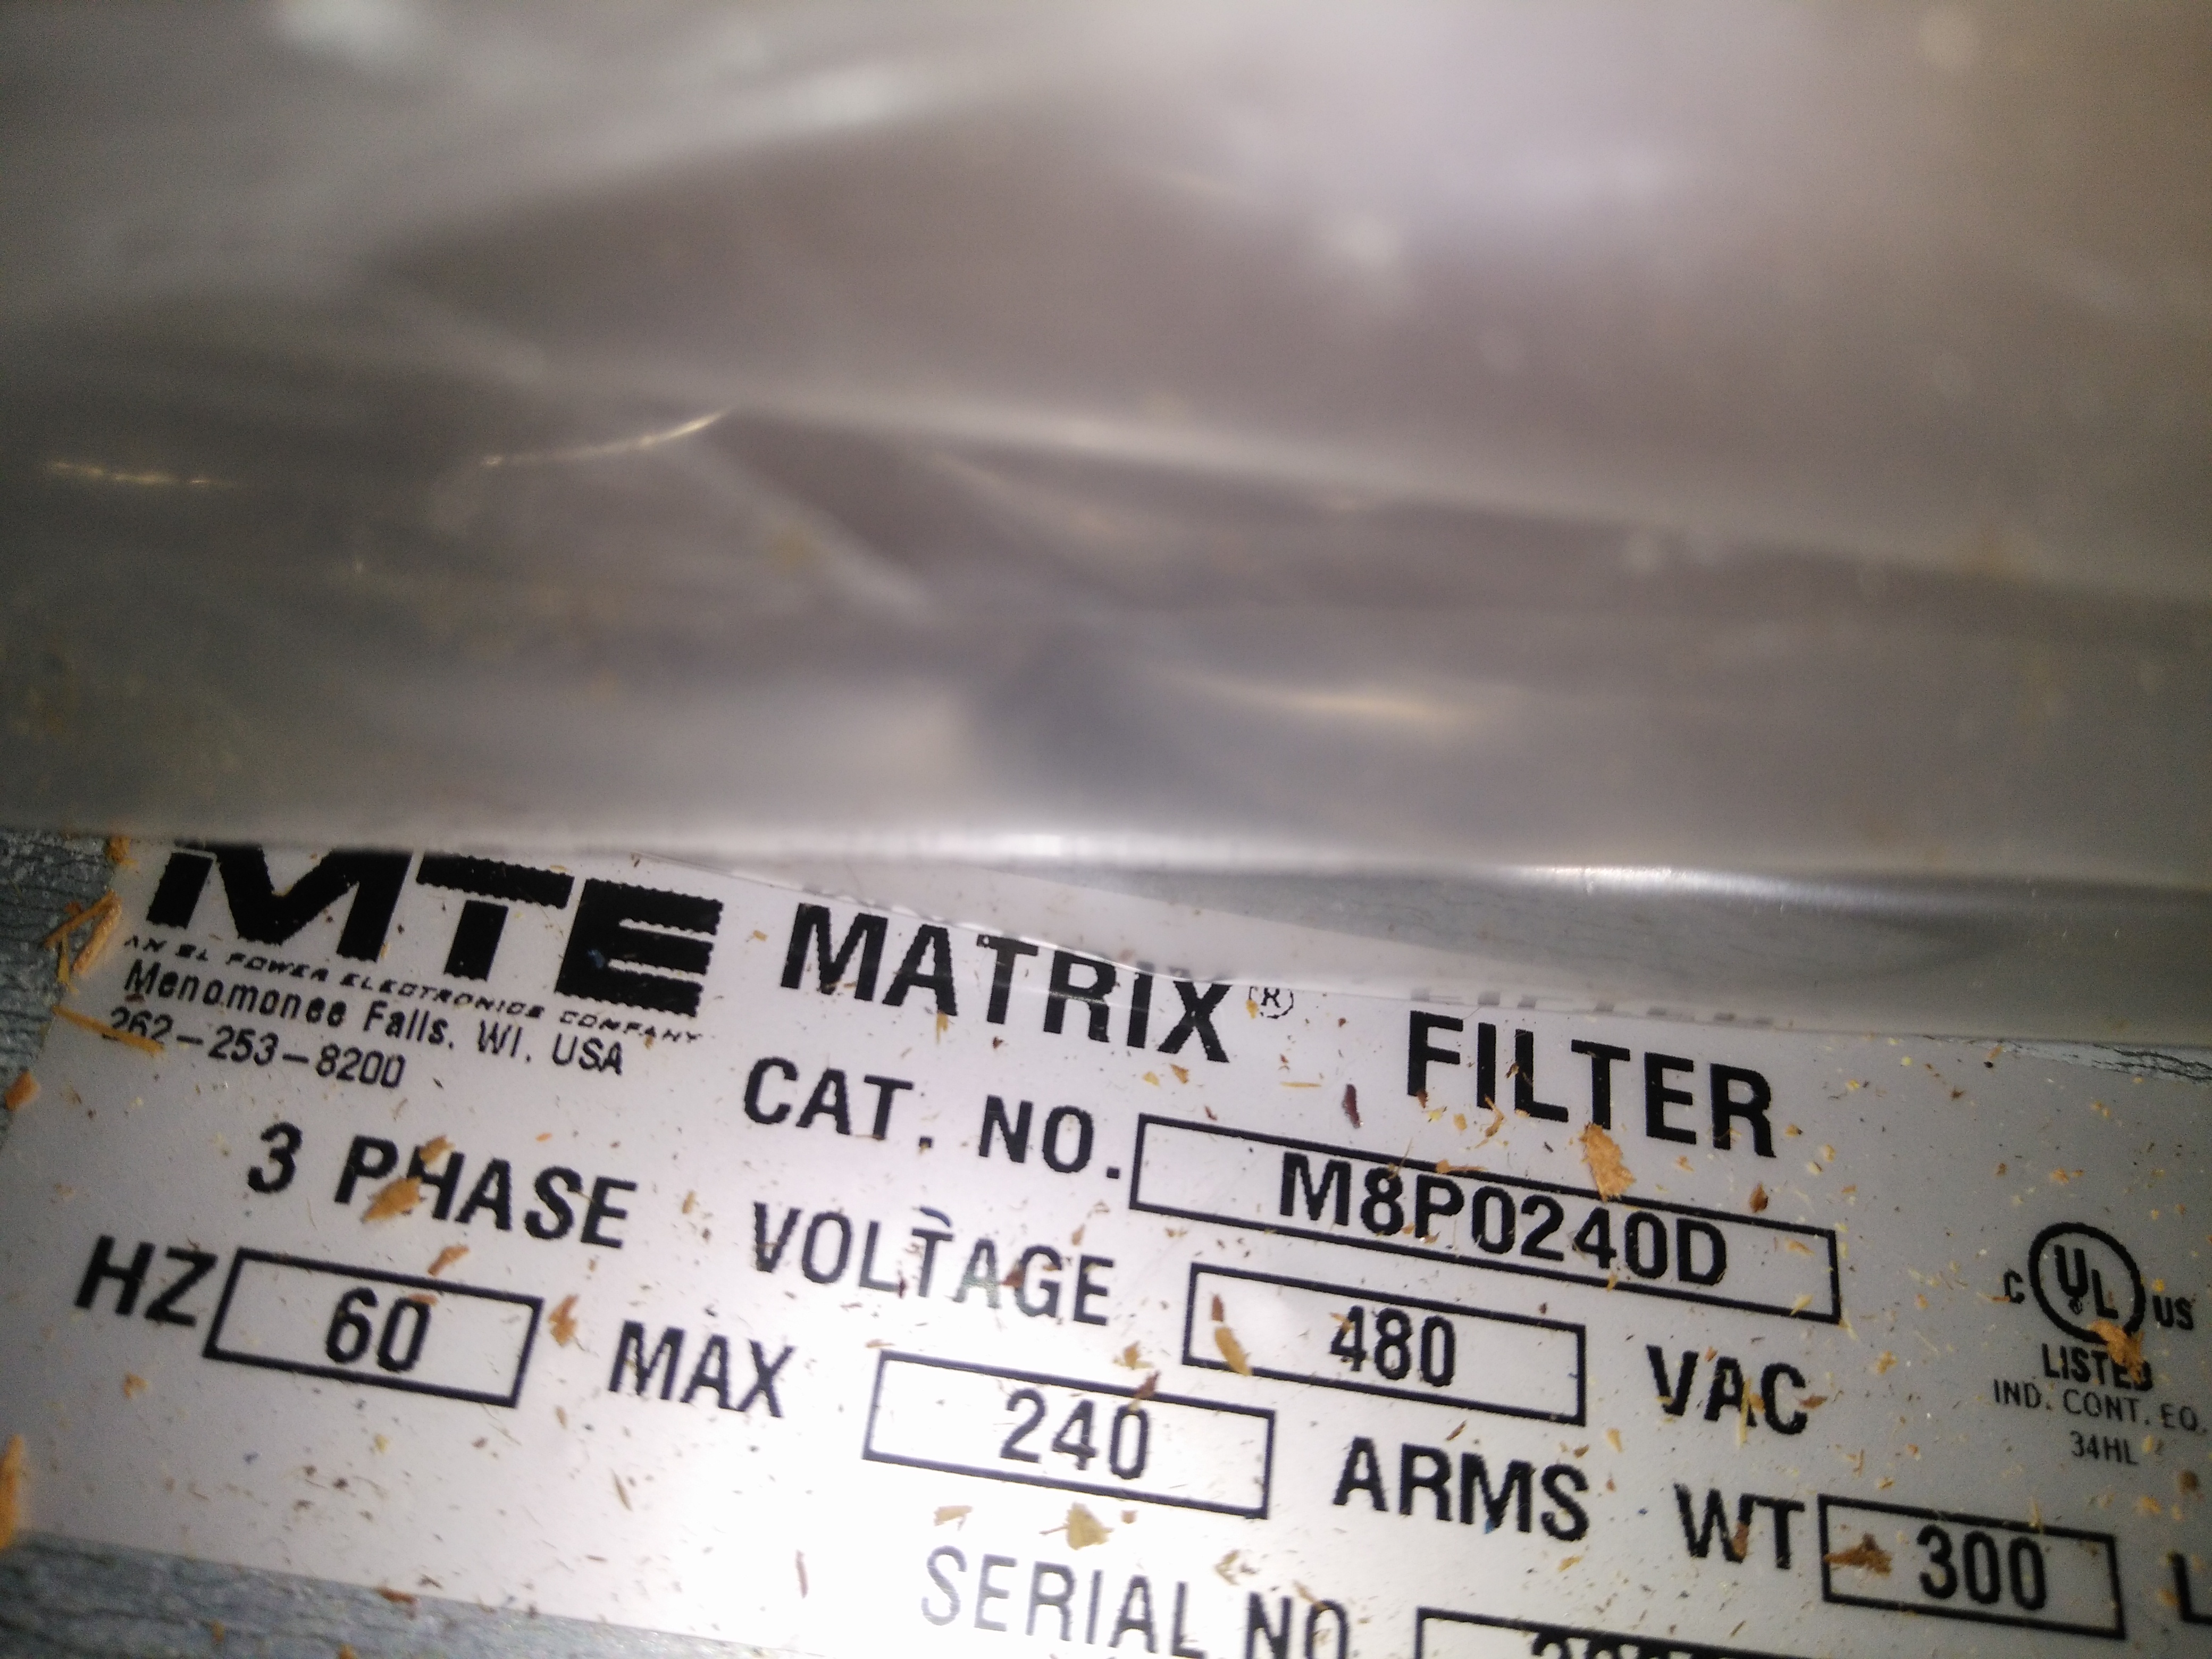 MTE MATRIX® FILTER
AN SL POWER ELECTRONICS COMPANY
Menomonee Falls, WI, USA
262-253-8200
CAT. NO. M8P0240D
3 PHASE VOLTAGE 480 VAC
HZ 60 MAX 240 ARMS WT 300
SERIAL NO
C UL US
LISTED
IND. CONT. EQ.
34HL